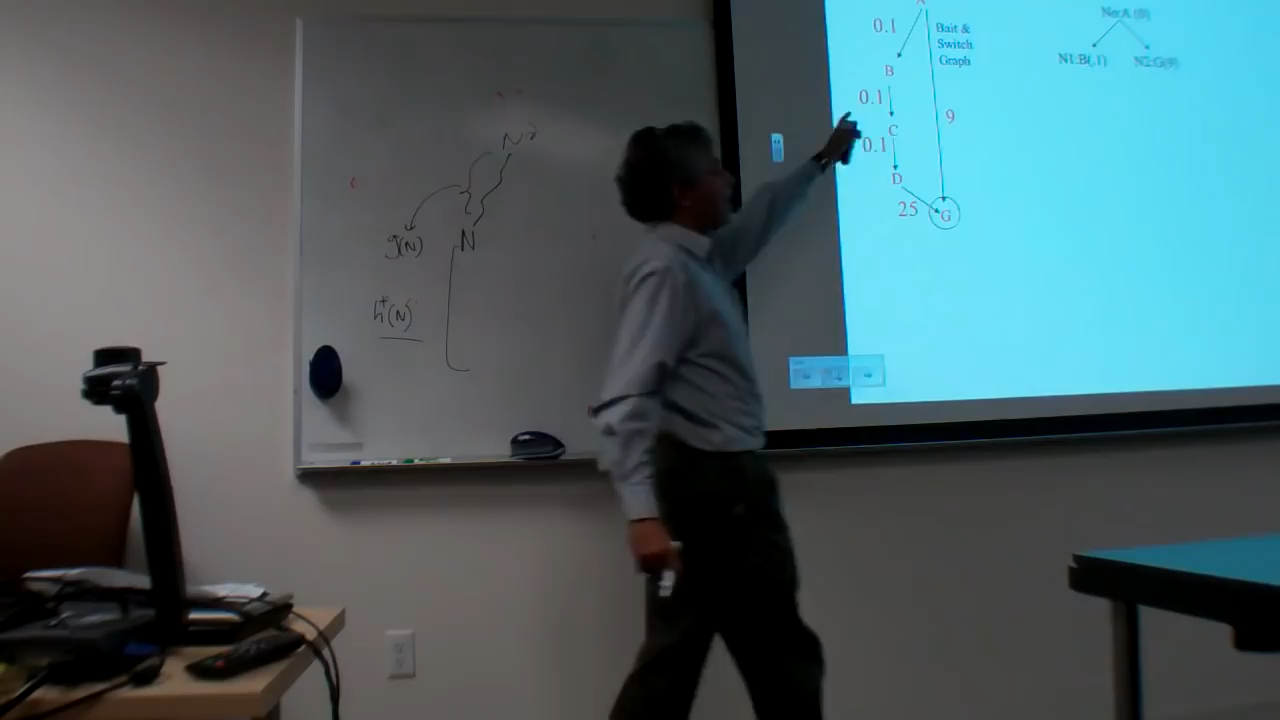 g(N)
N
h⁺(N)
A
0.1
B
0.1
C
0.1
D
25
G
9
Bait &
Switch
Graph
N1:B(.1)
N2:G(9)